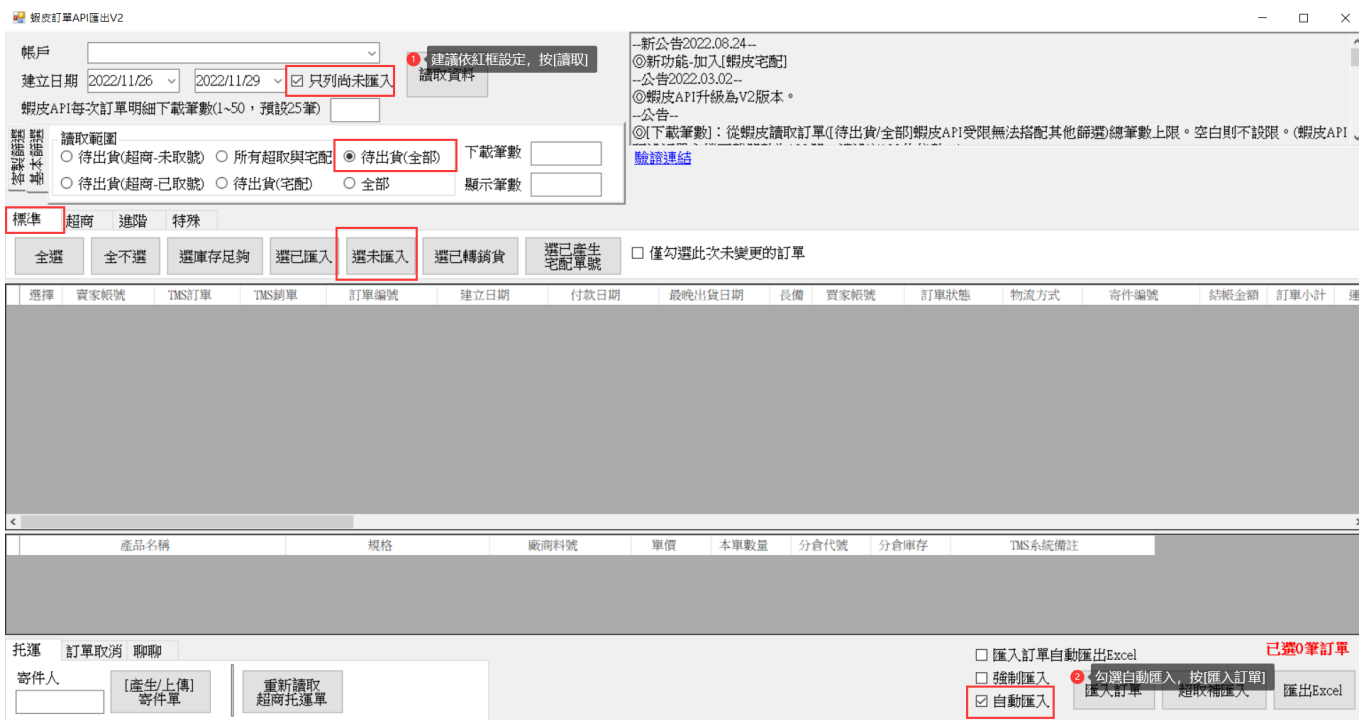 蝦皮訂單API匯出V2
帳戶
建立日期 2022/11/26 2022/11/29 只列尚未匯入
讀取資料
1 建議依紅框設定，按[讀取]
蝦皮API每次訂單明細下載筆數(1~50，預設25筆)
--新公告2022.08.24--
◎新功能-加入[蝦皮宅配]
--公告2022.03.02--
◎蝦皮API升級為V2版本。
--公告--
◎[下載筆數]：從蝦皮讀取訂單([待出貨/全部]蝦皮API受限無法搭配其他篩選)總筆數上限。空白則不設限。(蝦皮API
驗證連結
基本篩選
讀取範圍
待出貨(超商-未取號) 所有超取與宅配 待出貨(全部)
待出貨(超商-已取號) 待出貨(宅配) 全部
下載筆數
顯示筆數
標準 超商 進階 特殊
全選 全不選 選庫存足夠 選已匯入 選未匯入 選已轉銷貨 選已產生
宅配單號
僅勾選此次未變更的訂單
選擇 賣家帳號 TMS訂單 TMS銷單 訂單編號 建立日期 付款日期 最晚出貨日期 長備 買家帳號 訂單狀態 物流方式 寄件編號 結帳金額 訂單小計 運
產品名稱 規格 廠商料號 單價 本單數量 分倉代號 分倉庫存 TMS系統備註
托運 訂單取消 聊聊
寄件人
[產生/上傳]
寄件單
重新讀取
超商托運單
匯入訂單自動匯出Excel
強制匯入
自動匯入
已選0筆訂單
2 勾選自動匯入，按[匯入訂單]
匯入訂單 超取補匯入 匯出Excel